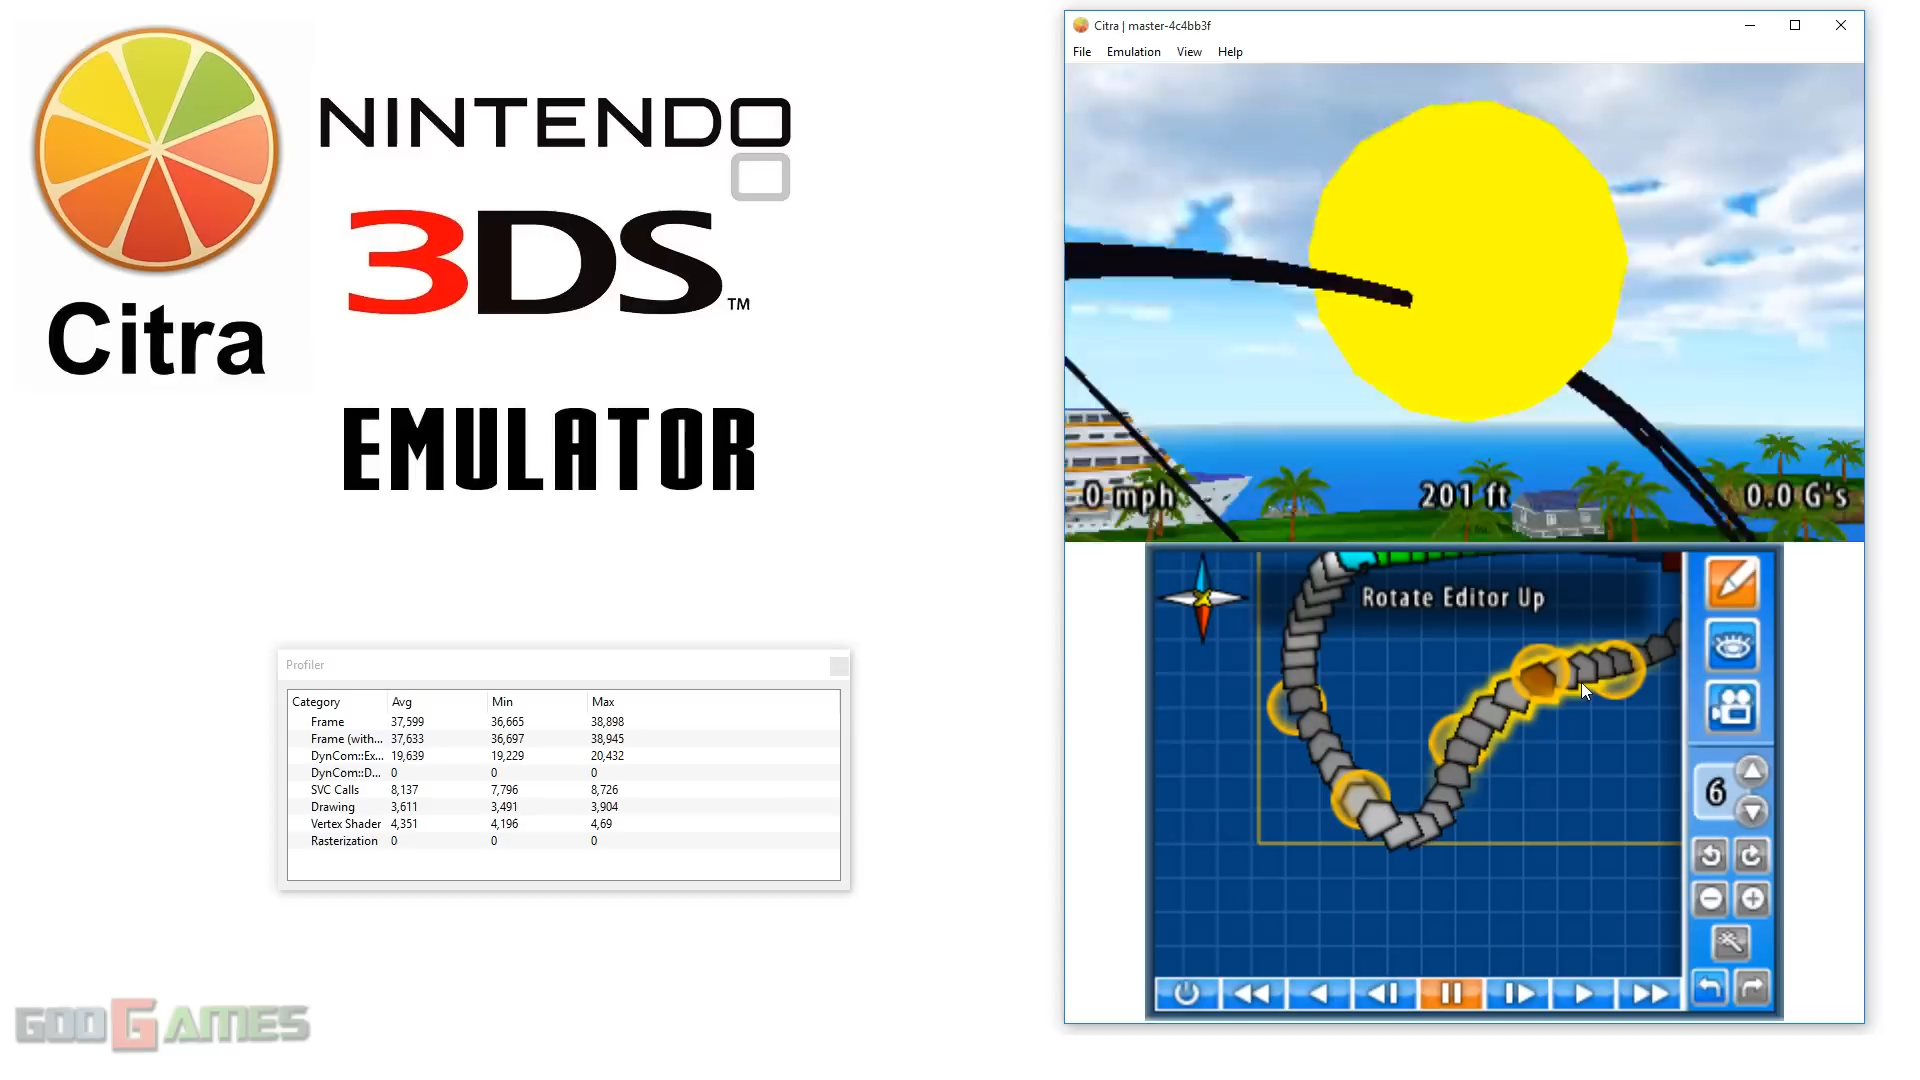 Citra
NINTENDO
3DS™
EMULATOR
Profiler
Category Avg Min Max
Frame 37,599 36,665 38,898
Frame (with... 37,633 36,697 38,945
DynCom::Ex... 19,639 19,229 20,432
DynCom::D... 0 0 0
SVC Calls 8,137 7,796 8,726
Drawing 3,611 3,491 3,904
Vertex Shader 4,351 4,196 4,69
Rasterization 0 0 0
GOOGAMES
Citra | master-4c4bb3f
File Emulation View Help
0 mph 201 ft 0.0 G's
Rotate Editor Up
6